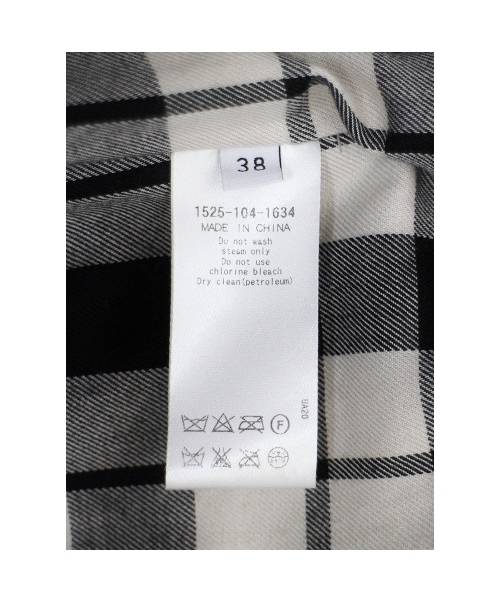 38
1525-104-1634
MADE IN CHINA
Do not wash
steam only
Do not use
chlorine bleach
Dry clean(petroleum)
UA20
F